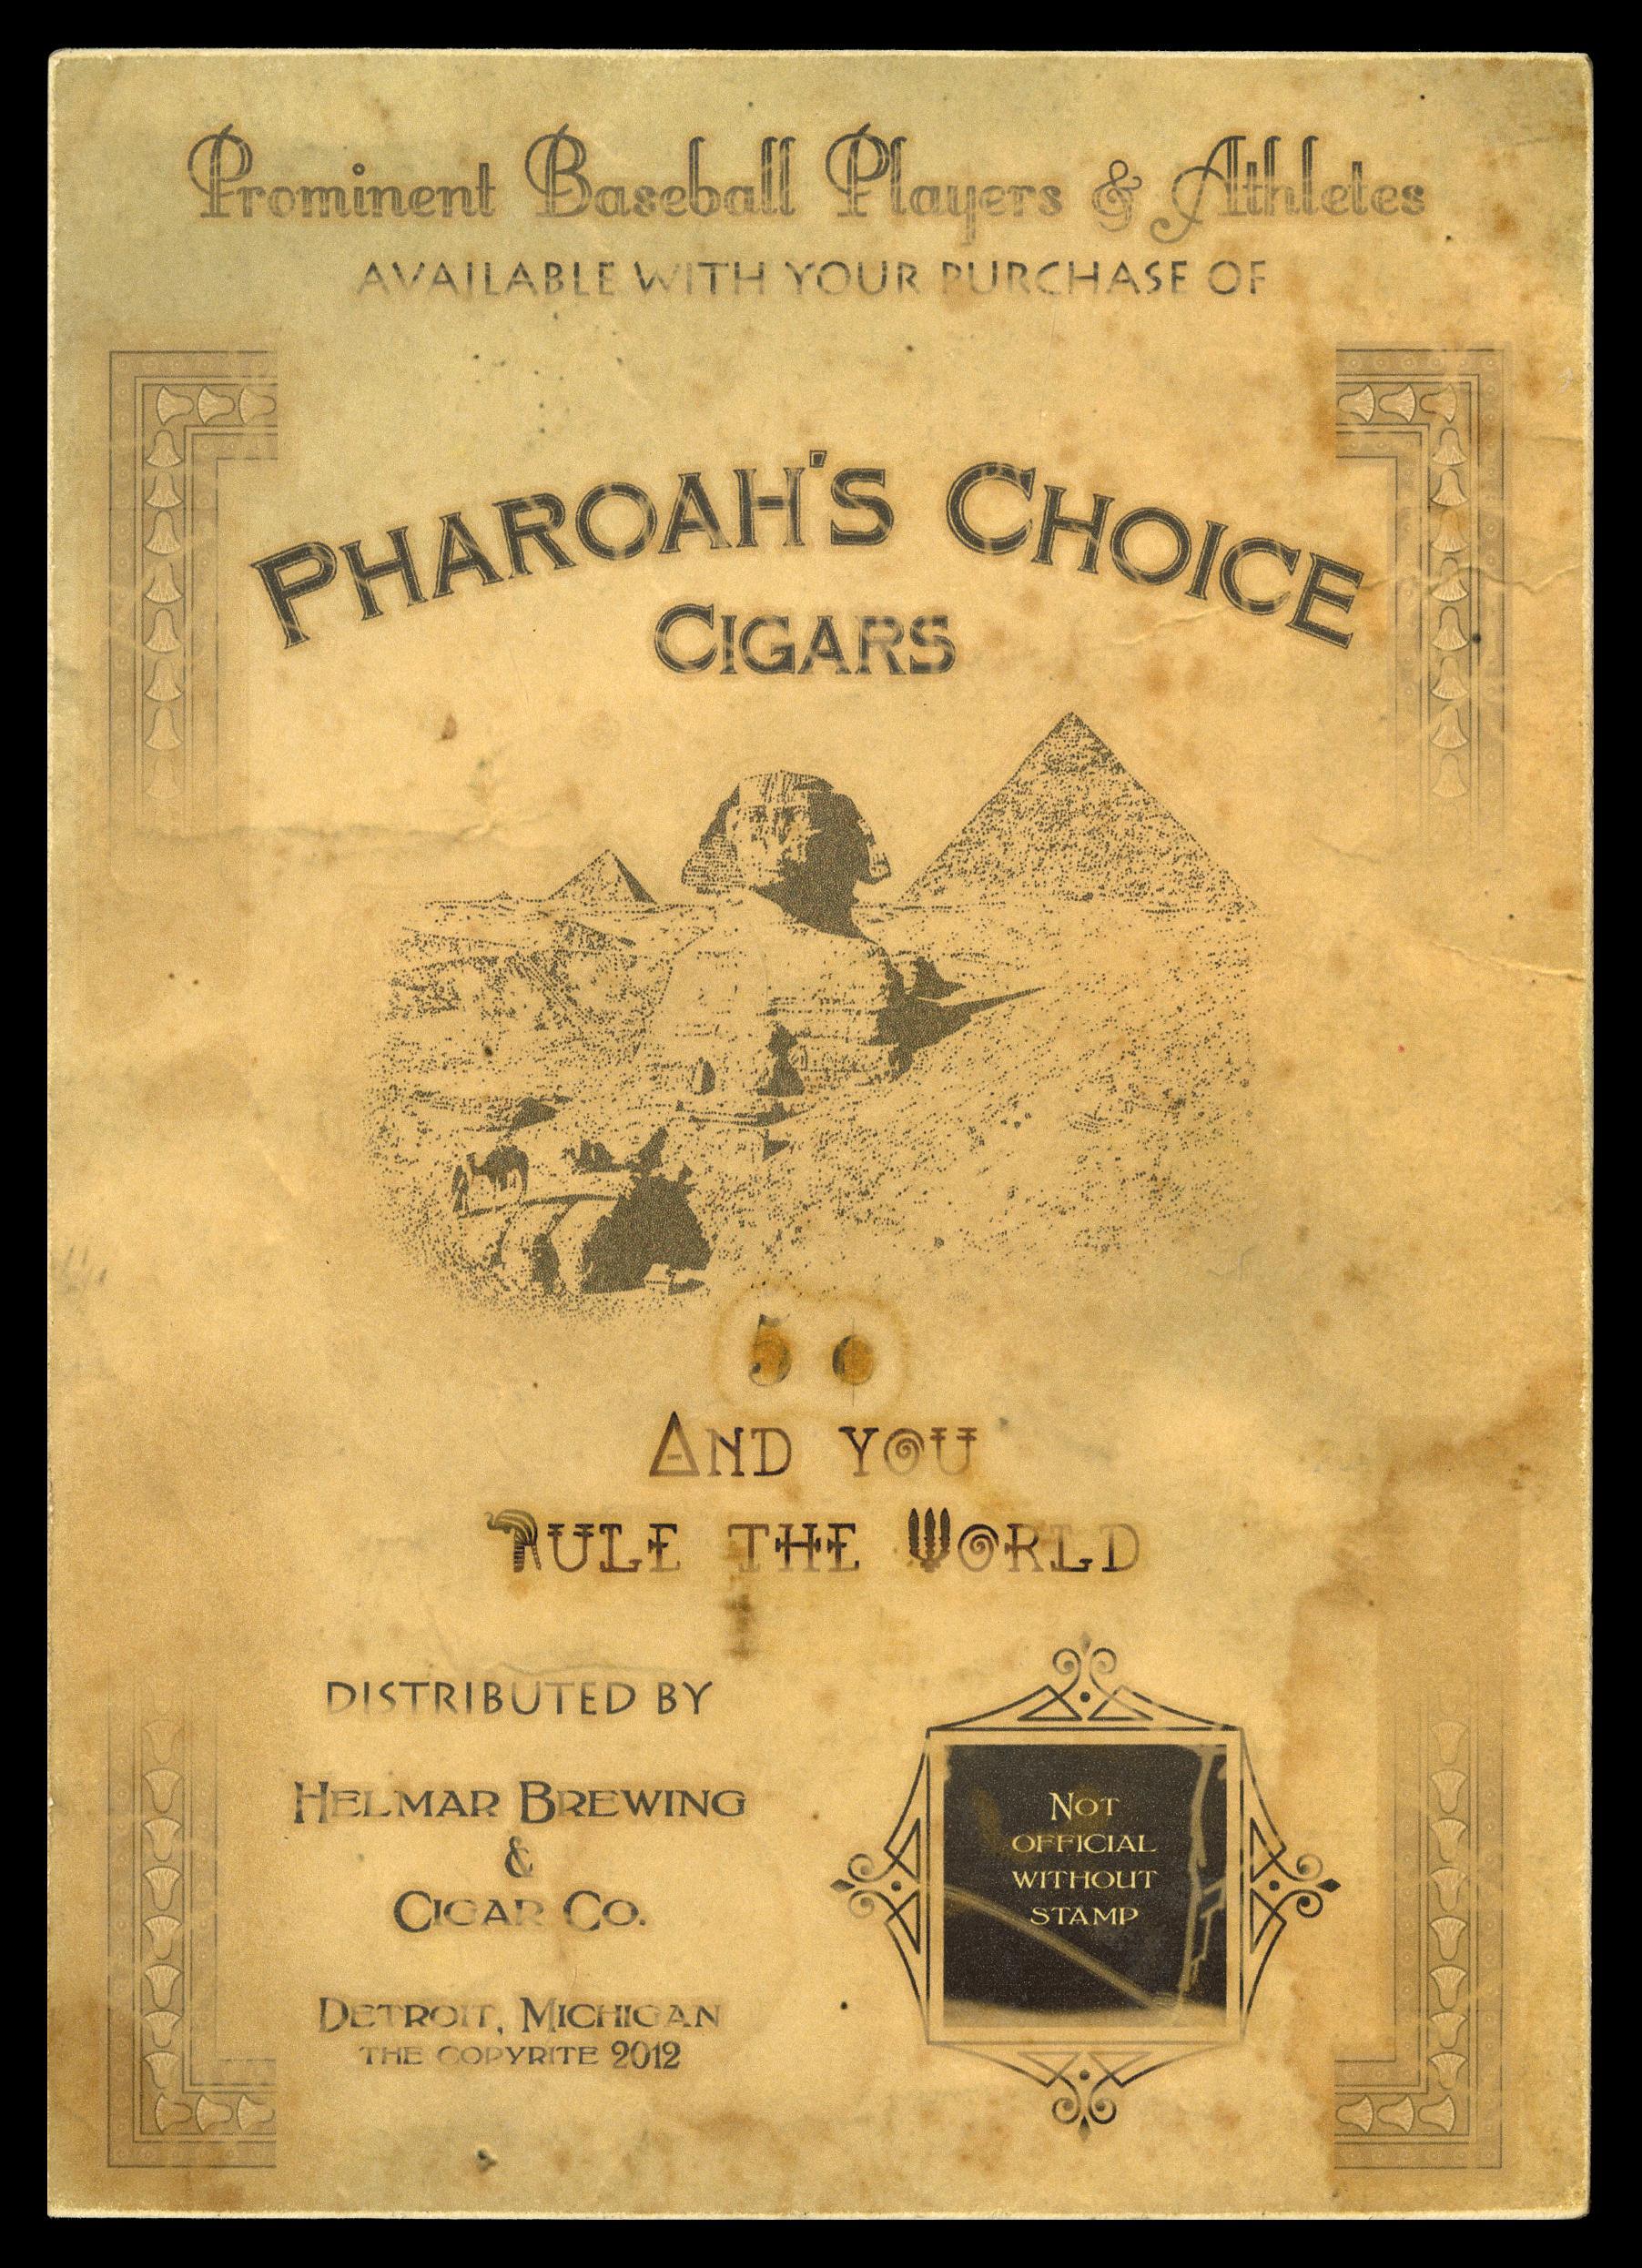 Prominent Baseball Players & Athletes
AVAILABLE WITH YOUR PURCHASE OF
PHAROAH'S CHOICE
CIGARS
5 ¢
AND YOU
RULE THE WORLD
DISTRIBUTED BY
HELMAR BREWING
&
CIGAR CO.
DETROIT, MICHIGAN
THE COPYRITE 2012
NOT
OFFICIAL
WITHOUT
STAMP